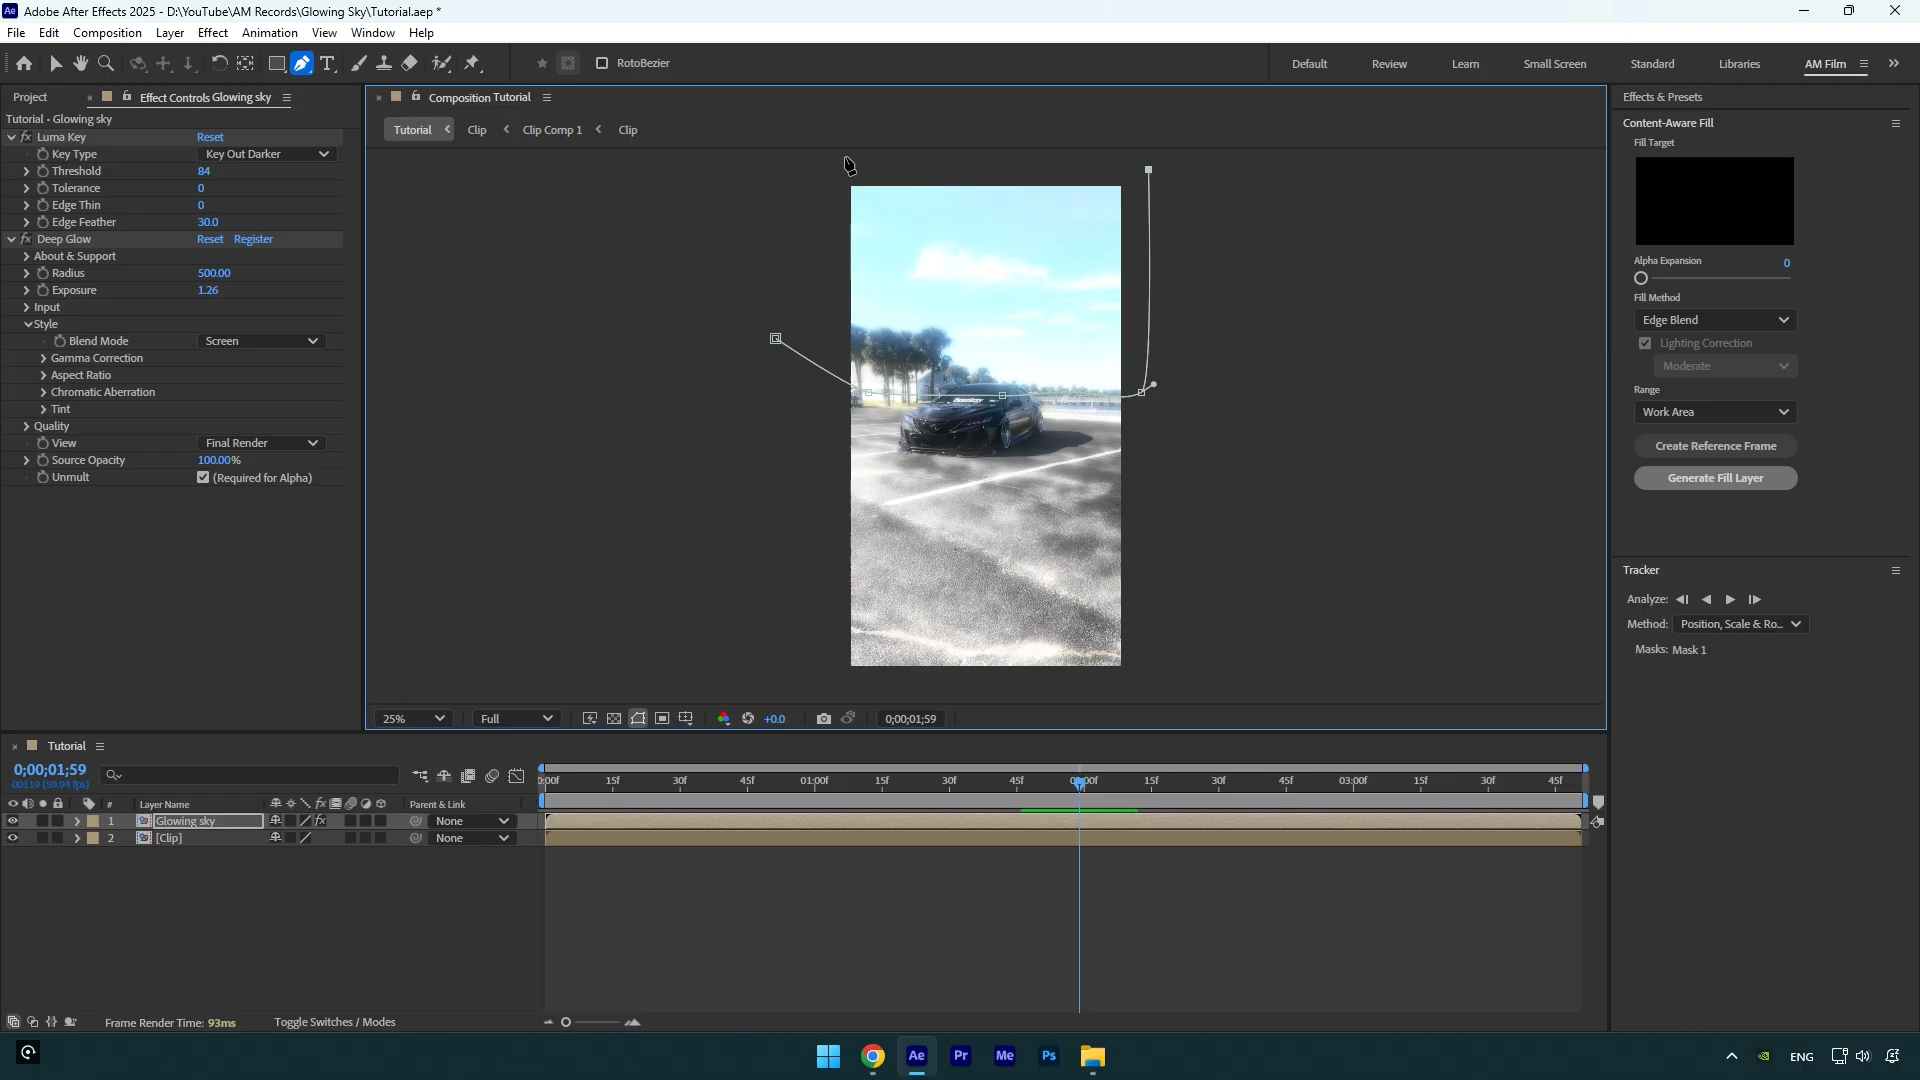 Adobe After Effects 2025 - D:\YouTube\AM Records\Glowing Sky\Tutorial.aep *
File Edit Composition Layer Effect Animation View Window Help
RotoBezier
Default Review Learn Small Screen Standard Libraries AM Film
Project Effect Controls Glowing sky
Composition Tutorial
Effects & Presets
Tutorial • Glowing sky
Tutorial Clip Clip Comp 1 Clip
Luma Key Reset
Key Type Key Out Darker
Threshold 84
Tolerance 0
Edge Thin 0
Edge Feather 30.0
Deep Glow Reset Register
About & Support
Radius 500.00
Exposure 1.26
Input
Style
Blend Mode Screen
Gamma Correction
Aspect Ratio
Chromatic Aberration
Tint
Quality
View Final Render
Source Opacity 100.00%
Unmult (Required for Alpha)
Content-Aware Fill
Fill Target
Alpha Expansion 0
Fill Method
Edge Blend
Lighting Correction
Moderate
Range
Work Area
Create Reference Frame
Generate Fill Layer
Tracker
Analyze:
Method: Position, Scale & Ro...
Masks: Mask 1
25% Full +0.0 0;00;01;59
Tutorial
0;00;01;59
00119 (59.94 fps)
0:00f 15f 30f 45f 01:00f 15f 30f 45f 15f 30f 45f 03:00f 15f 30f 45f
# Layer Name Parent & Link
1 Glowing sky None
2 [Clip] None
Frame Render Time: 93ms Toggle Switches / Modes
Ae Pr Me Ps
ENG